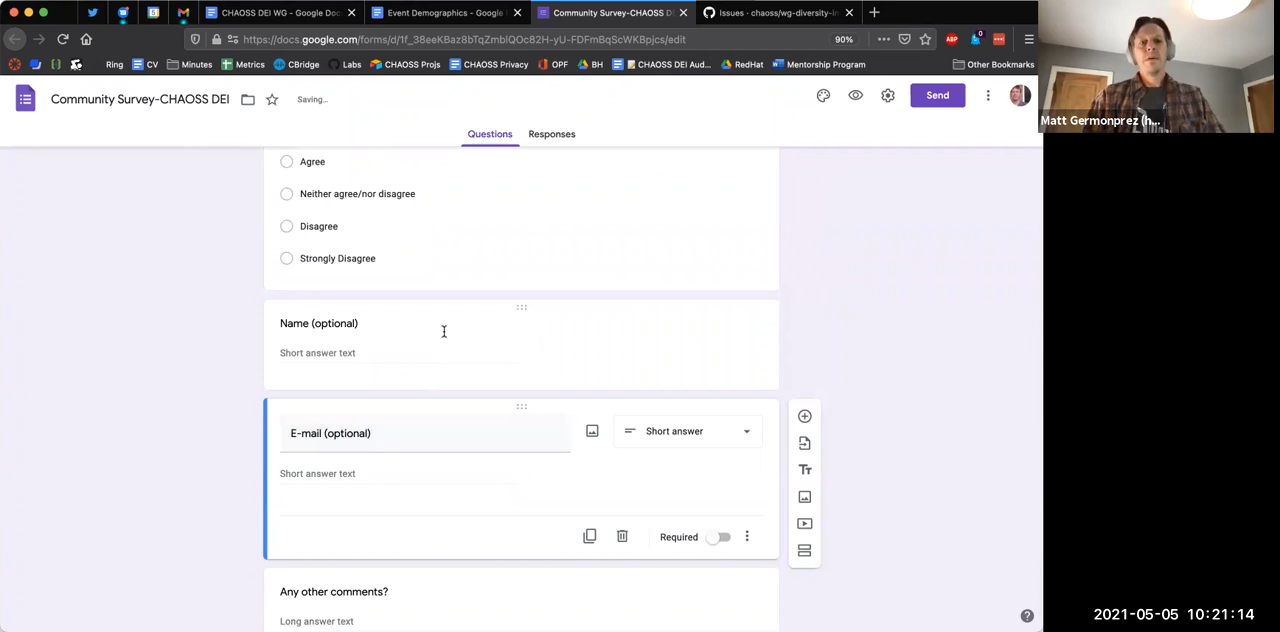 CHAOSS DEI WG - Google Doc
Event Demographics - Google
Community Survey-CHAOSS D
Issues · chaoss/wg-diversity-in
https://docs.google.com/forms/d/1f_38eeKBaz8bTqZmblQOc82H-yU-FDFmBqScWKBpjcs/edit
90%
ABP
0
Ring
CV
Minutes
Metrics
CBridge
Labs
CHAOSS Projs
CHAOSS Privacy
OPF
BH
CHAOSS DEI Aud...
RedHat
Mentorship Program
Other Bookmarks
Community Survey-CHAOSS DEI
Saving...
Send
Questions
Responses
Agree
Neither agree/nor disagree
Disagree
Strongly Disagree
Name (optional)
Short answer text
E-mail (optional)
Short answer
Short answer text
Required
Any other comments?
Long answer text
Matt Germonprez (h...
2021-05-05 10:21:14